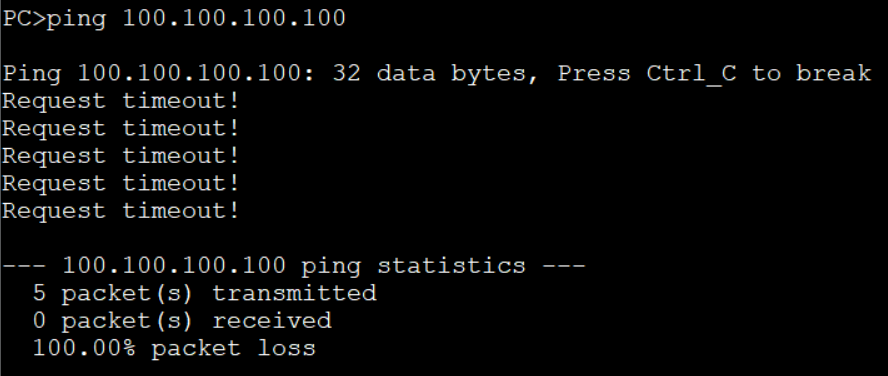 PC>ping 100.100.100.100
Ping 100.100.100.100: 32 data bytes, Press Ctrl_C to break
Request timeout!
Request timeout!
Request timeout!
Request timeout!
Request timeout!
--- 100.100.100.100 ping statistics ---
  5 packet(s) transmitted
  0 packet(s) received
  100.00% packet loss